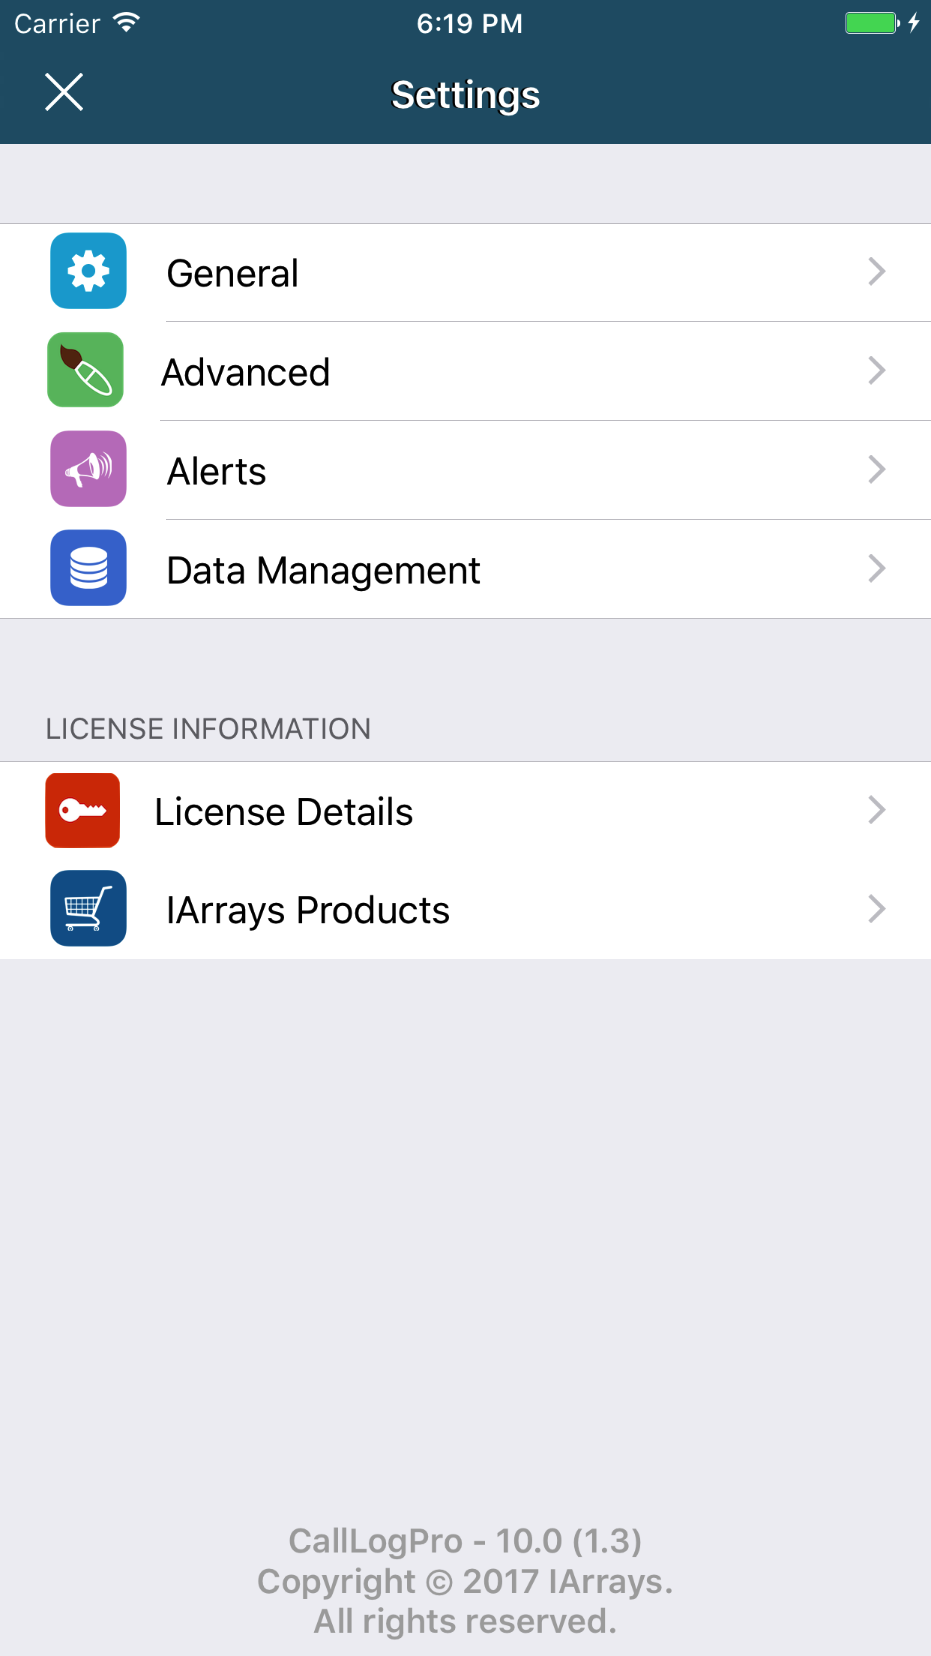 Carrier 6:19 PM
Settings
General
Advanced
Alerts
Data Management
LICENSE INFORMATION
License Details
IArrays Products
CallLogPro - 10.0 (1.3)
Copyright © 2017 IArrays.
All rights reserved.